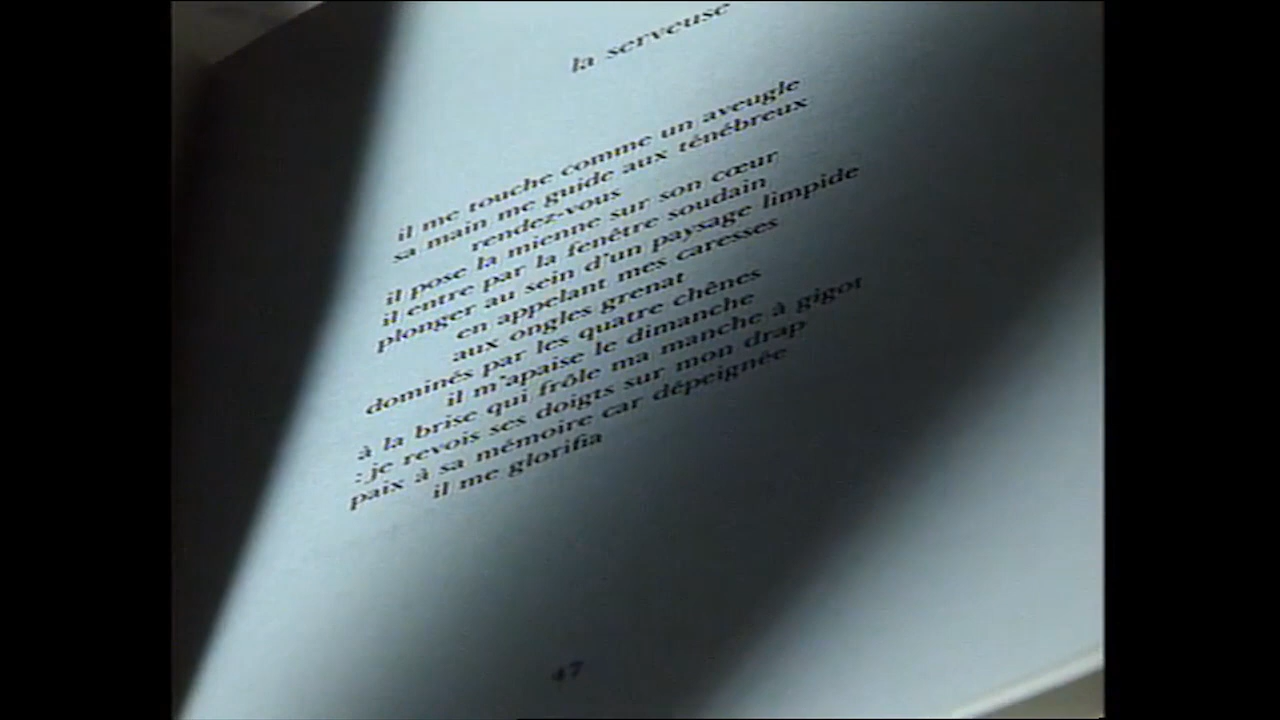 la serveuse
il me touche comme un aveugle
sa main me guide aux ténébreux
rendez-vous
il pose la mienne sur son cœur
il entre par la fenêtre soudain
plonger au sein d'un paysage limpide
en appelant mes caresses
aux ongles grenat
dominés par les quatre chênes
il m'apaise le dimanche
à la brise qui frôle ma manche à gigot
: je revois ses doigts sur mon drap
paix à sa mémoire car dépeignée
il me glorifia
47